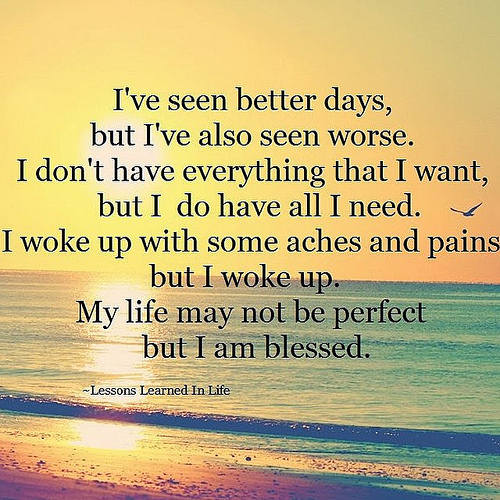 I've seen better days,
but I've also seen worse.
I don't have everything that I want,
but I do have all I need.
I woke up with some aches and pains
but I woke up.
My life may not be perfect
but I am blessed.
~Lessons Learned In Life